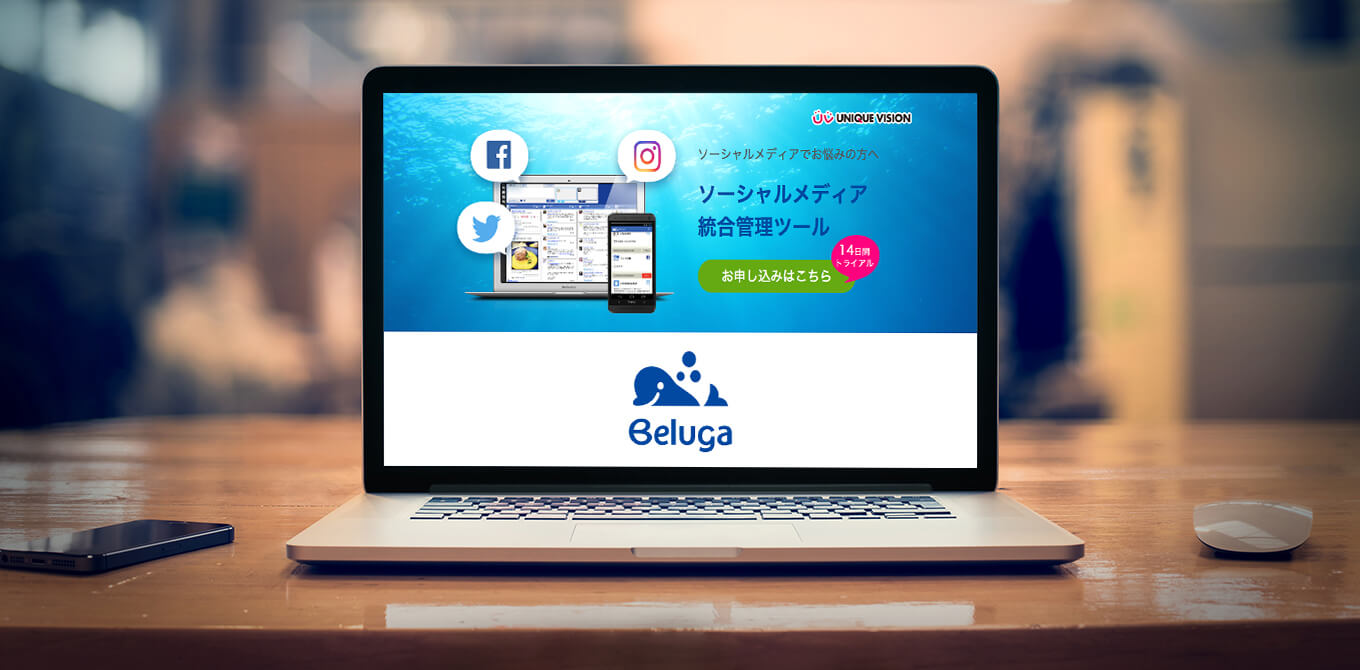 UNIQUE VISION
ソーシャルメディアでお悩みの方へ
ソーシャルメディア
統合管理ツール
14日間
トライアル
お申し込みはこちら
Beluga